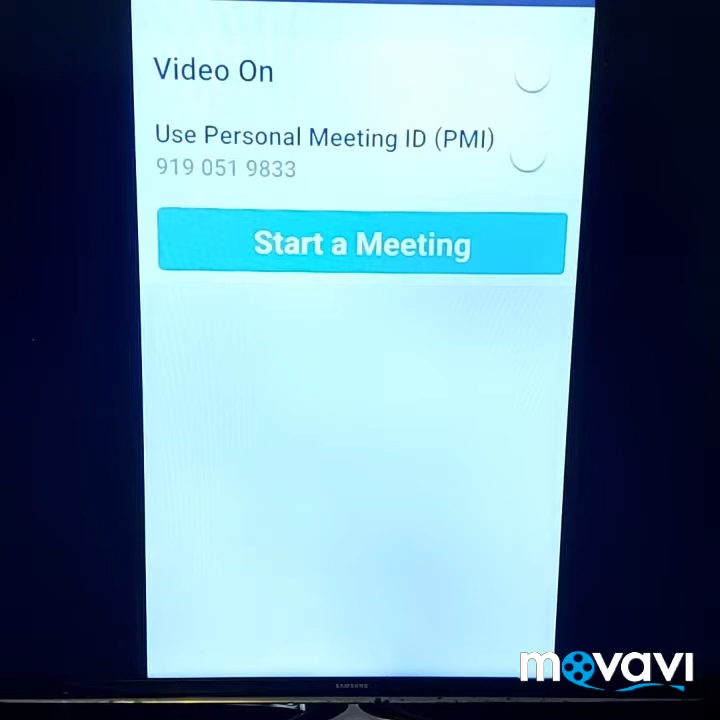 Video On
Use Personal Meeting ID (PMI)
919 051 9833
Start a Meeting
SAMSUNG
movavi